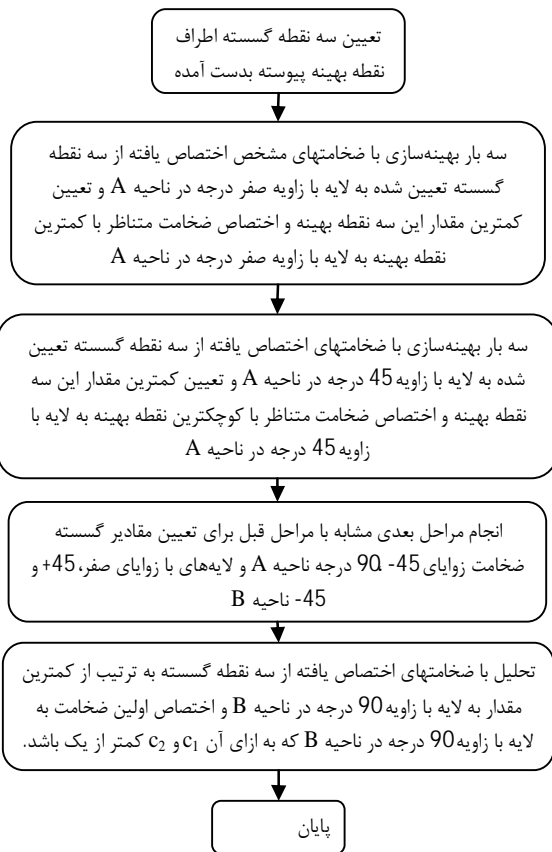 تعیین سه نقطه گسسته اطراف
نقطه بهینه پیوسته بدست آمده
سه بار بهینه‌سازی با ضخامتهای مشخص اختصاص یافته از سه نقطه
گسسته تعیین شده به لایه با زاویه صفر درجه در ناحیه A و تعیین
کمترین مقدار این سه نقطه بهینه و اختصاص ضخامت متناظر با کمترین
نقطه بهینه به لایه با زاویه صفر درجه در ناحیه A
سه بار بهینه‌سازی با ضخامتهای اختصاص یافته از سه نقطه گسسته تعیین
شده به لایه با زاویه 45 درجه در ناحیه A و تعیین کمترین مقدار این سه
نقطه بهینه و اختصاص ضخامت متناظر با کوچکترین نقطه بهینه به لایه با
زاویه 45 درجه در ناحیه A
انجام مراحل بعدی مشابه با مراحل قبل برای تعیین مقادیر گسسته
ضخامت زوایای 45- ،90 درجه ناحیه A و لایه‌های با زوایای صفر، 45+ و
45- ناحیه B
تحلیل با ضخامتهای اختصاص یافته از سه نقطه گسسته به ترتیب از کمترین
مقدار به لایه با زاویه 90 درجه در ناحیه B و اختصاص اولین ضخامت به
لایه با زاویه 90 درجه در ناحیه B که به ازای آن c₁ و c₂ کمتر از یک باشد.
پایان